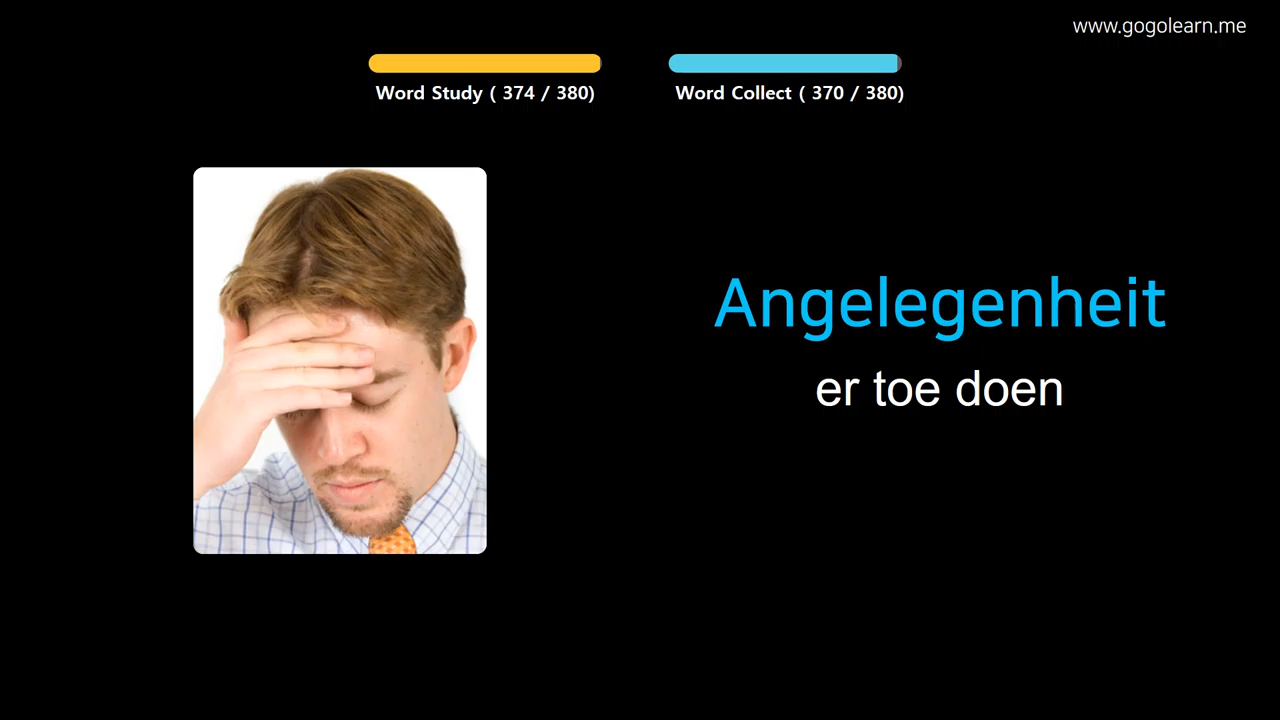 www.gogolearn.me
Word Study ( 374 / 380)
Word Collect ( 370 / 380)
Angelegenheit
er toe doen